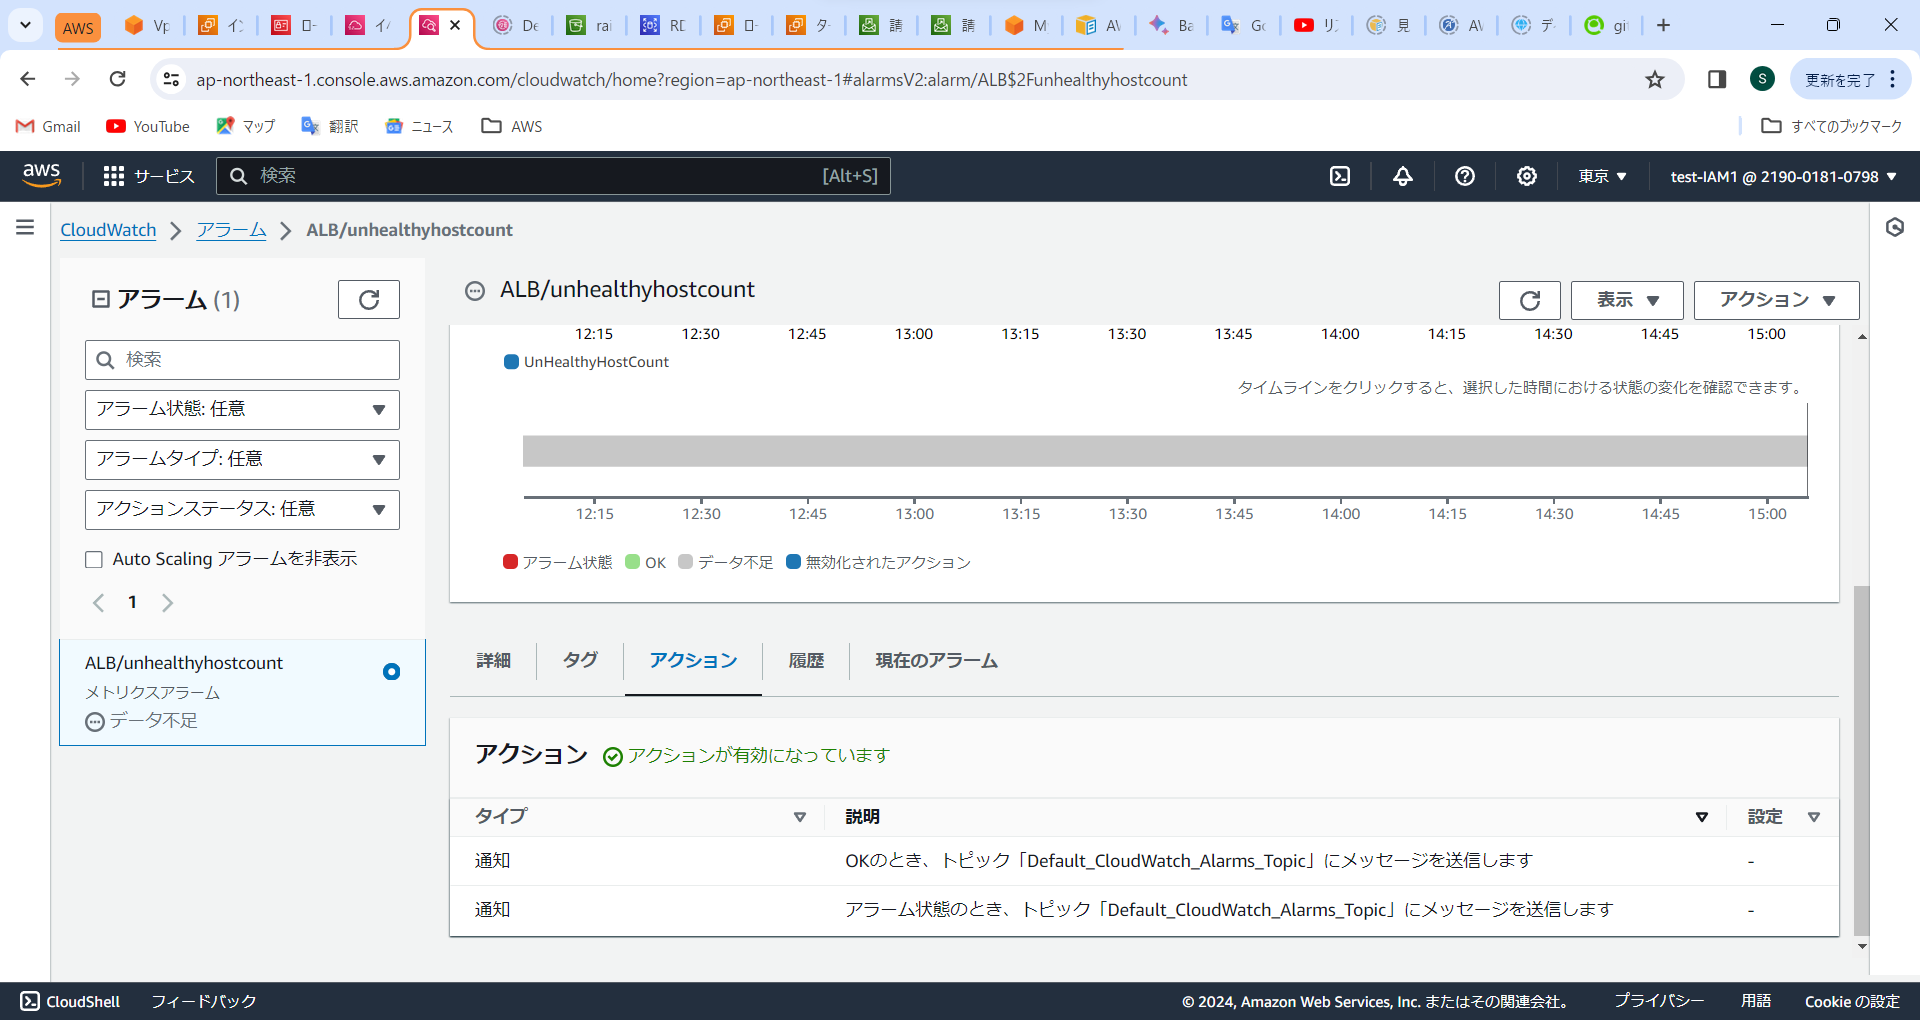 AWS
Vp
イン
ロー
イ
De
rai
RD
ロー
ター
請
請
M
AV
Ba
Gc
リ
見
AV
デ
git
ap-northeast-1.console.aws.amazon.com/cloudwatch/home?region=ap-northeast-1#alarmsV2:alarm/ALB$2Funhealthyhostcount
S
更新を完了
Gmail
YouTube
マップ
翻訳
ニュース
AWS
すべてのブックマーク
aws
サービス
検索
[Alt+S]
東京
test-IAM1 @ 2190-0181-0798
CloudWatch
アラーム
ALB/unhealthyhostcount
アラーム (1)
検索
アラーム状態: 任意
アラームタイプ: 任意
アクションステータス: 任意
Auto Scaling アラームを非表示
1
ALB/unhealthyhostcount
メトリクスアラーム
データ不足
ALB/unhealthyhostcount
表示
アクション
12:15 12:30 12:45 13:00 13:15 13:30 13:45 14:00 14:15 14:30 14:45 15:00
UnHealthyHostCount
タイムラインをクリックすると、選択した時間における状態の変化を確認できます。
12:15 12:30 12:45 13:00 13:15 13:30 13:45 14:00 14:15 14:30 14:45 15:00
アラーム状態 OK データ不足 無効化されたアクション
詳細
タグ
アクション
履歴
現在のアラーム
アクション
アクションが有効になっています
タイプ 説明 設定
通知 OKのとき、トピック「Default_CloudWatch_Alarms_Topic」にメッセージを送信します -
通知 アラーム状態のとき、トピック「Default_CloudWatch_Alarms_Topic」にメッセージを送信します -
CloudShell
フィードバック
© 2024, Amazon Web Services, Inc. またはその関連会社。
プライバシー
用語
Cookie の設定